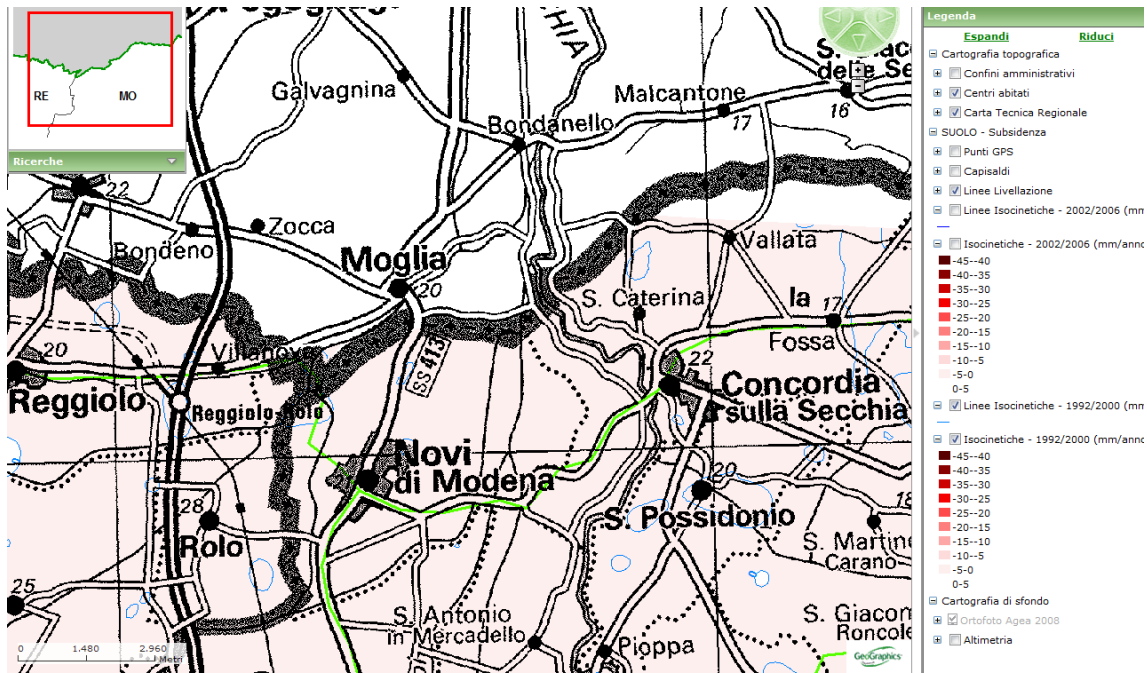 RE
MO
Ricerche
CHIA
Galvagnina
Bondanello
Malcantone
17
delle Se
16
22
Bondeno
Zocca
Moglia
20
Vallata
S. Caterina
la
17
Fossa
20
Villanova
SS 413
22
Reggiolo
Reggiolo-Rolo
Concordia
sulla Secchia
Novi
di Modena
21
20
28
Rolo
S. Possidonio
18
S. Martin
Carano
25
S. Antonio
in Mercadello
S. Giacom
Roncole
Pioppa
0 1.480 2.960
Metri
GeoGraphics
Legenda
Espandi Riduci
Cartografia topografica
Confini amministrativi
Centri abitati
Carta Tecnica Regionale
SUOLO - Subsidenza
Punti GPS
Capisaldi
Linee Livellazione
Linee Isocinetiche - 2002/2006 (mm
Isocinetiche - 2002/2006 (mm/anno
-45--40
-40--35
-35--30
-30--25
-25--20
-20--15
-15--10
-10--5
-5-0
0-5
Linee Isocinetiche - 1992/2000 (mm
Isocinetiche - 1992/2000 (mm/anno
-45--40
-40--35
-35--30
-30--25
-25--20
-20--15
-15--10
-10--5
-5-0
0-5
Cartografia di sfondo
Ortofoto Agea 2008
Altimetria